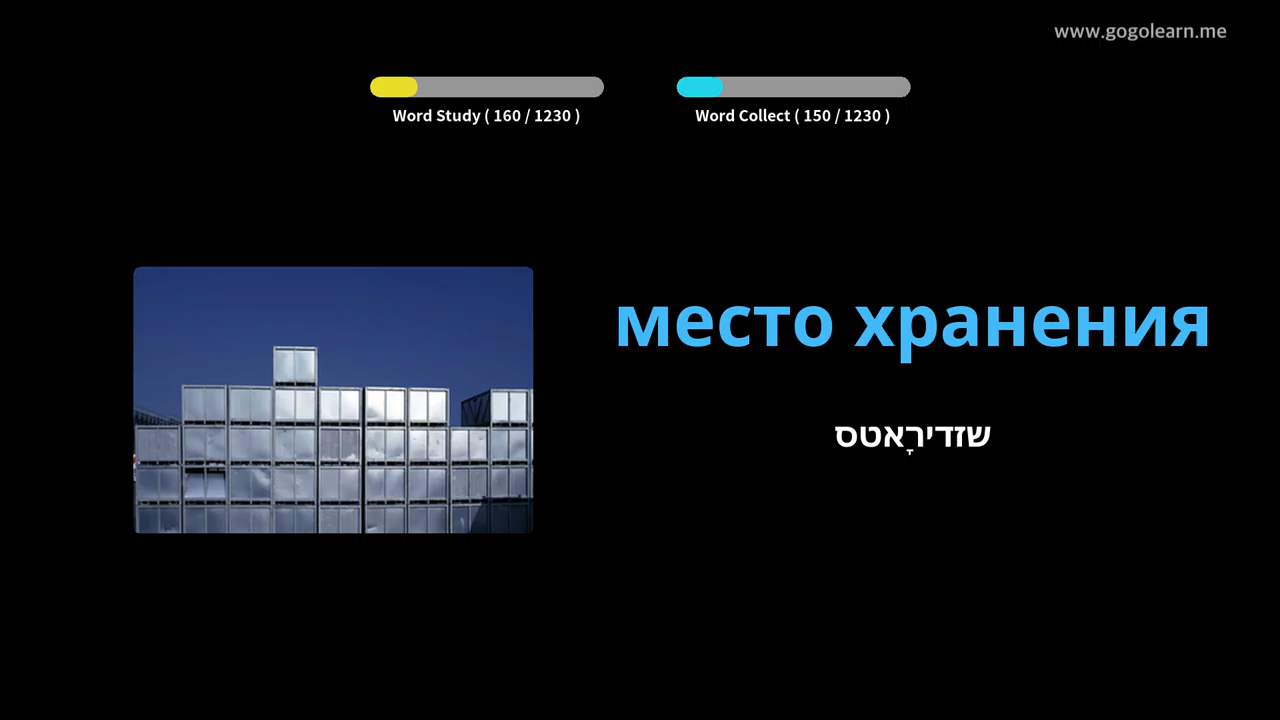 www.gogolearn.me
Word Study ( 160 / 1230 )
Word Collect ( 150 / 1230 )
место хранения
שזדירָאטס